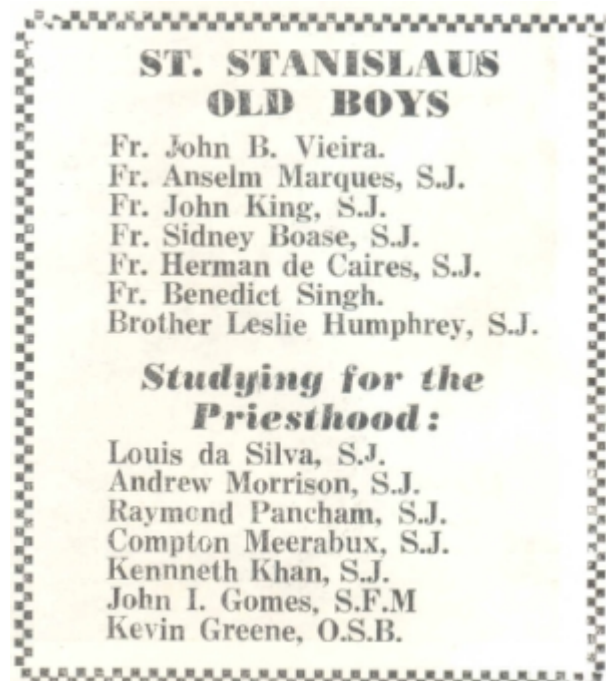 ST. STANISLAUS
OLD BOYS
Fr. John B. Vieira.
Fr. Anselm Marques, S.J.
Fr. John King, S.J.
Fr. Sidney Boase, S.J.
Fr. Herman de Caires, S.J.
Fr. Benedict Singh.
Brother Leslie Humphrey, S.J.
Studying for the
Priesthood:
Louis da Silva, S.J.
Andrew Morrison, S.J.
Raymond Pancham, S.J.
Compton Meerabux, S.J.
Kennneth Khan, S.J.
John I. Gomes, S.F.M
Kevin Greene, O.S.B.